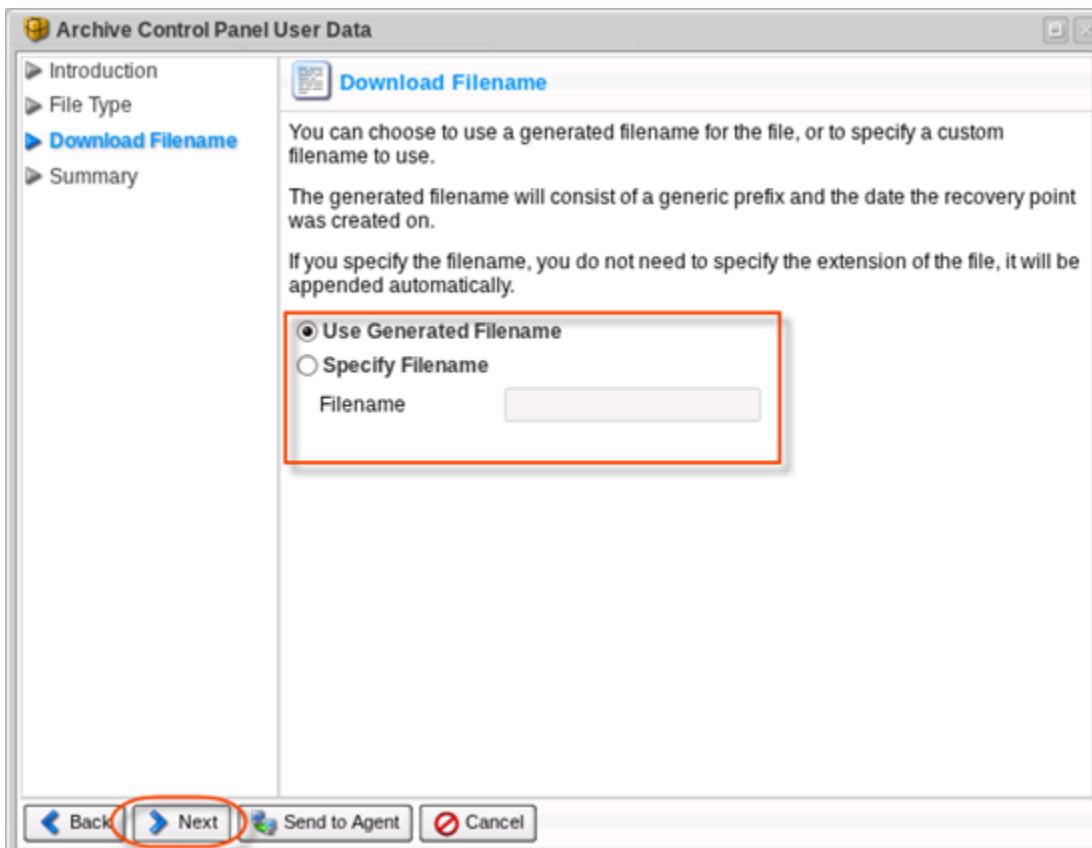 Archive Control Panel User Data
Introduction
File Type
Download Filename
Summary
Download Filename
You can choose to use a generated filename for the file, or to specify a custom
filename to use.
The generated filename will consist of a generic prefix and the date the recovery point
was created on.
If you specify the filename, you do not need to specify the extension of the file, it will be
appended automatically.
Use Generated Filename
Specify Filename
Filename
Back Next Send to Agent Cancel